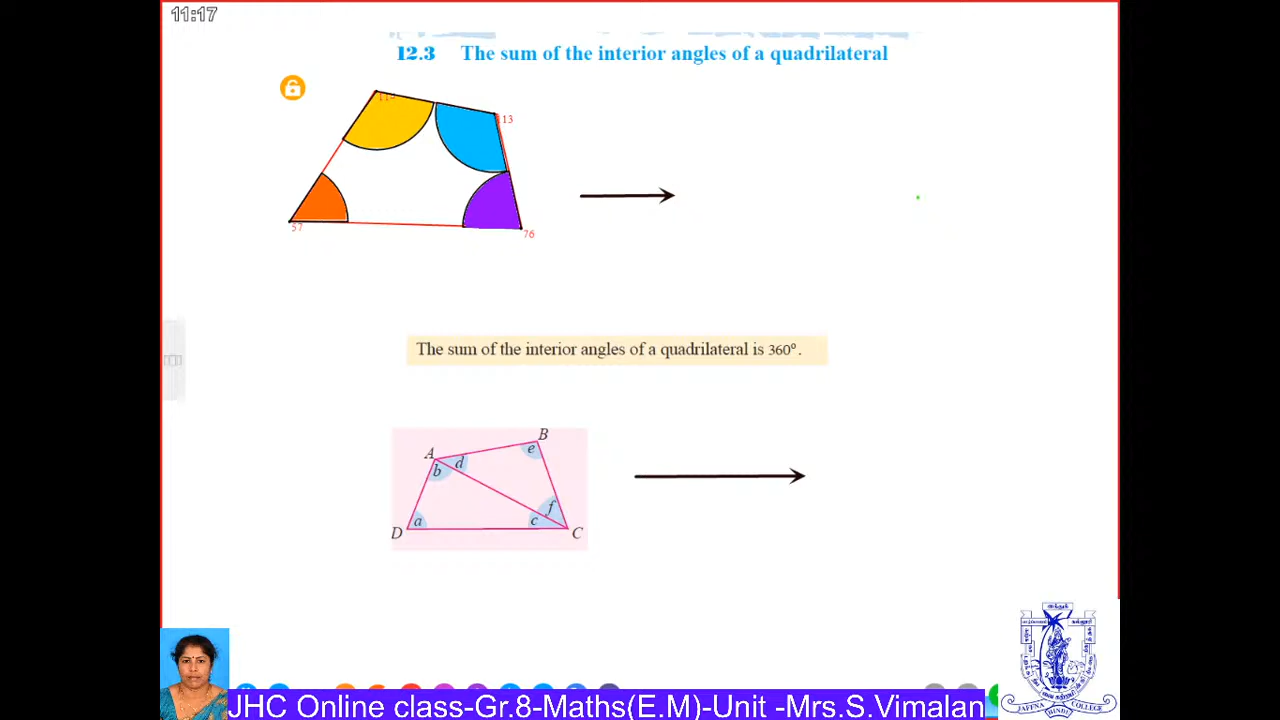 11:17
12.3 The sum of the interior angles of a quadrilateral
113
57
76
The sum of the interior angles of a quadrilateral is 360°.
A
B
b
d
e
a
c
f
D
C
JHC Online class-Gr.8-Maths(E.M)-Unit -Mrs.S.Vimalan